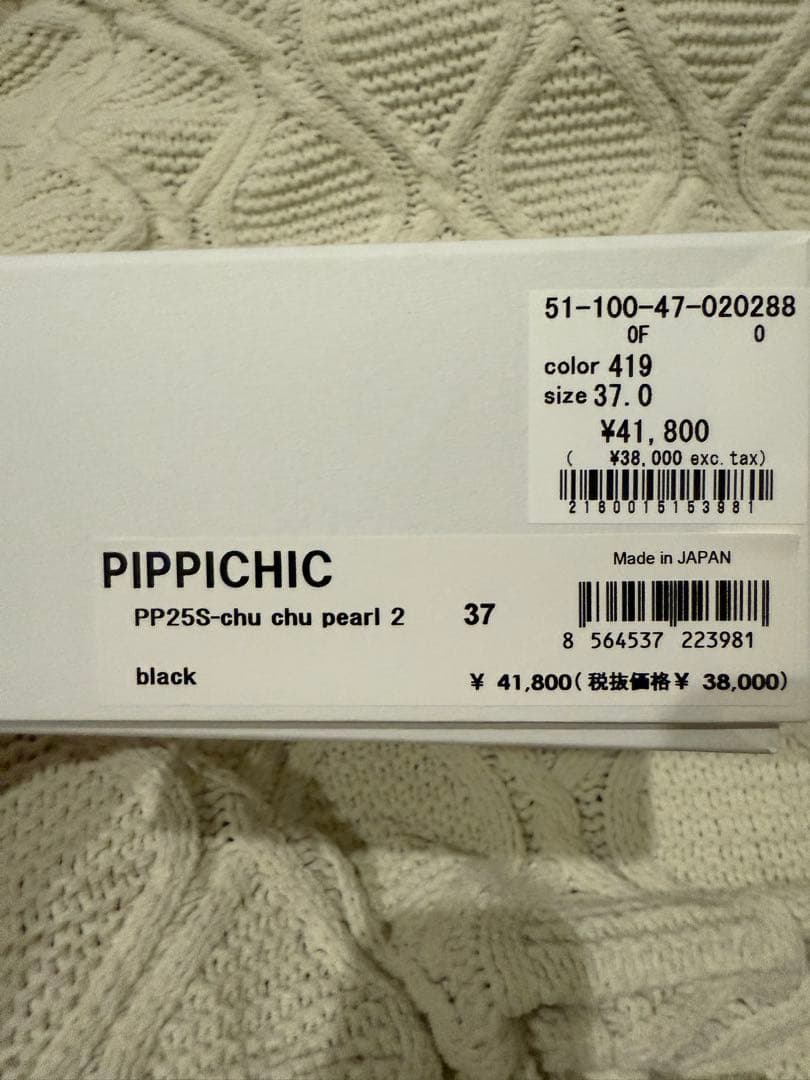 51-100-47-020288
0F 0
color 419
size 37.0
¥41,800
( ¥38,000 exc.tax)
2180015153981
PIPPICHIC
Made in JAPAN
PP25S-chu chu pearl 2 37
8 564537 223981
black
¥ 41,800(税抜価格¥ 38,000)